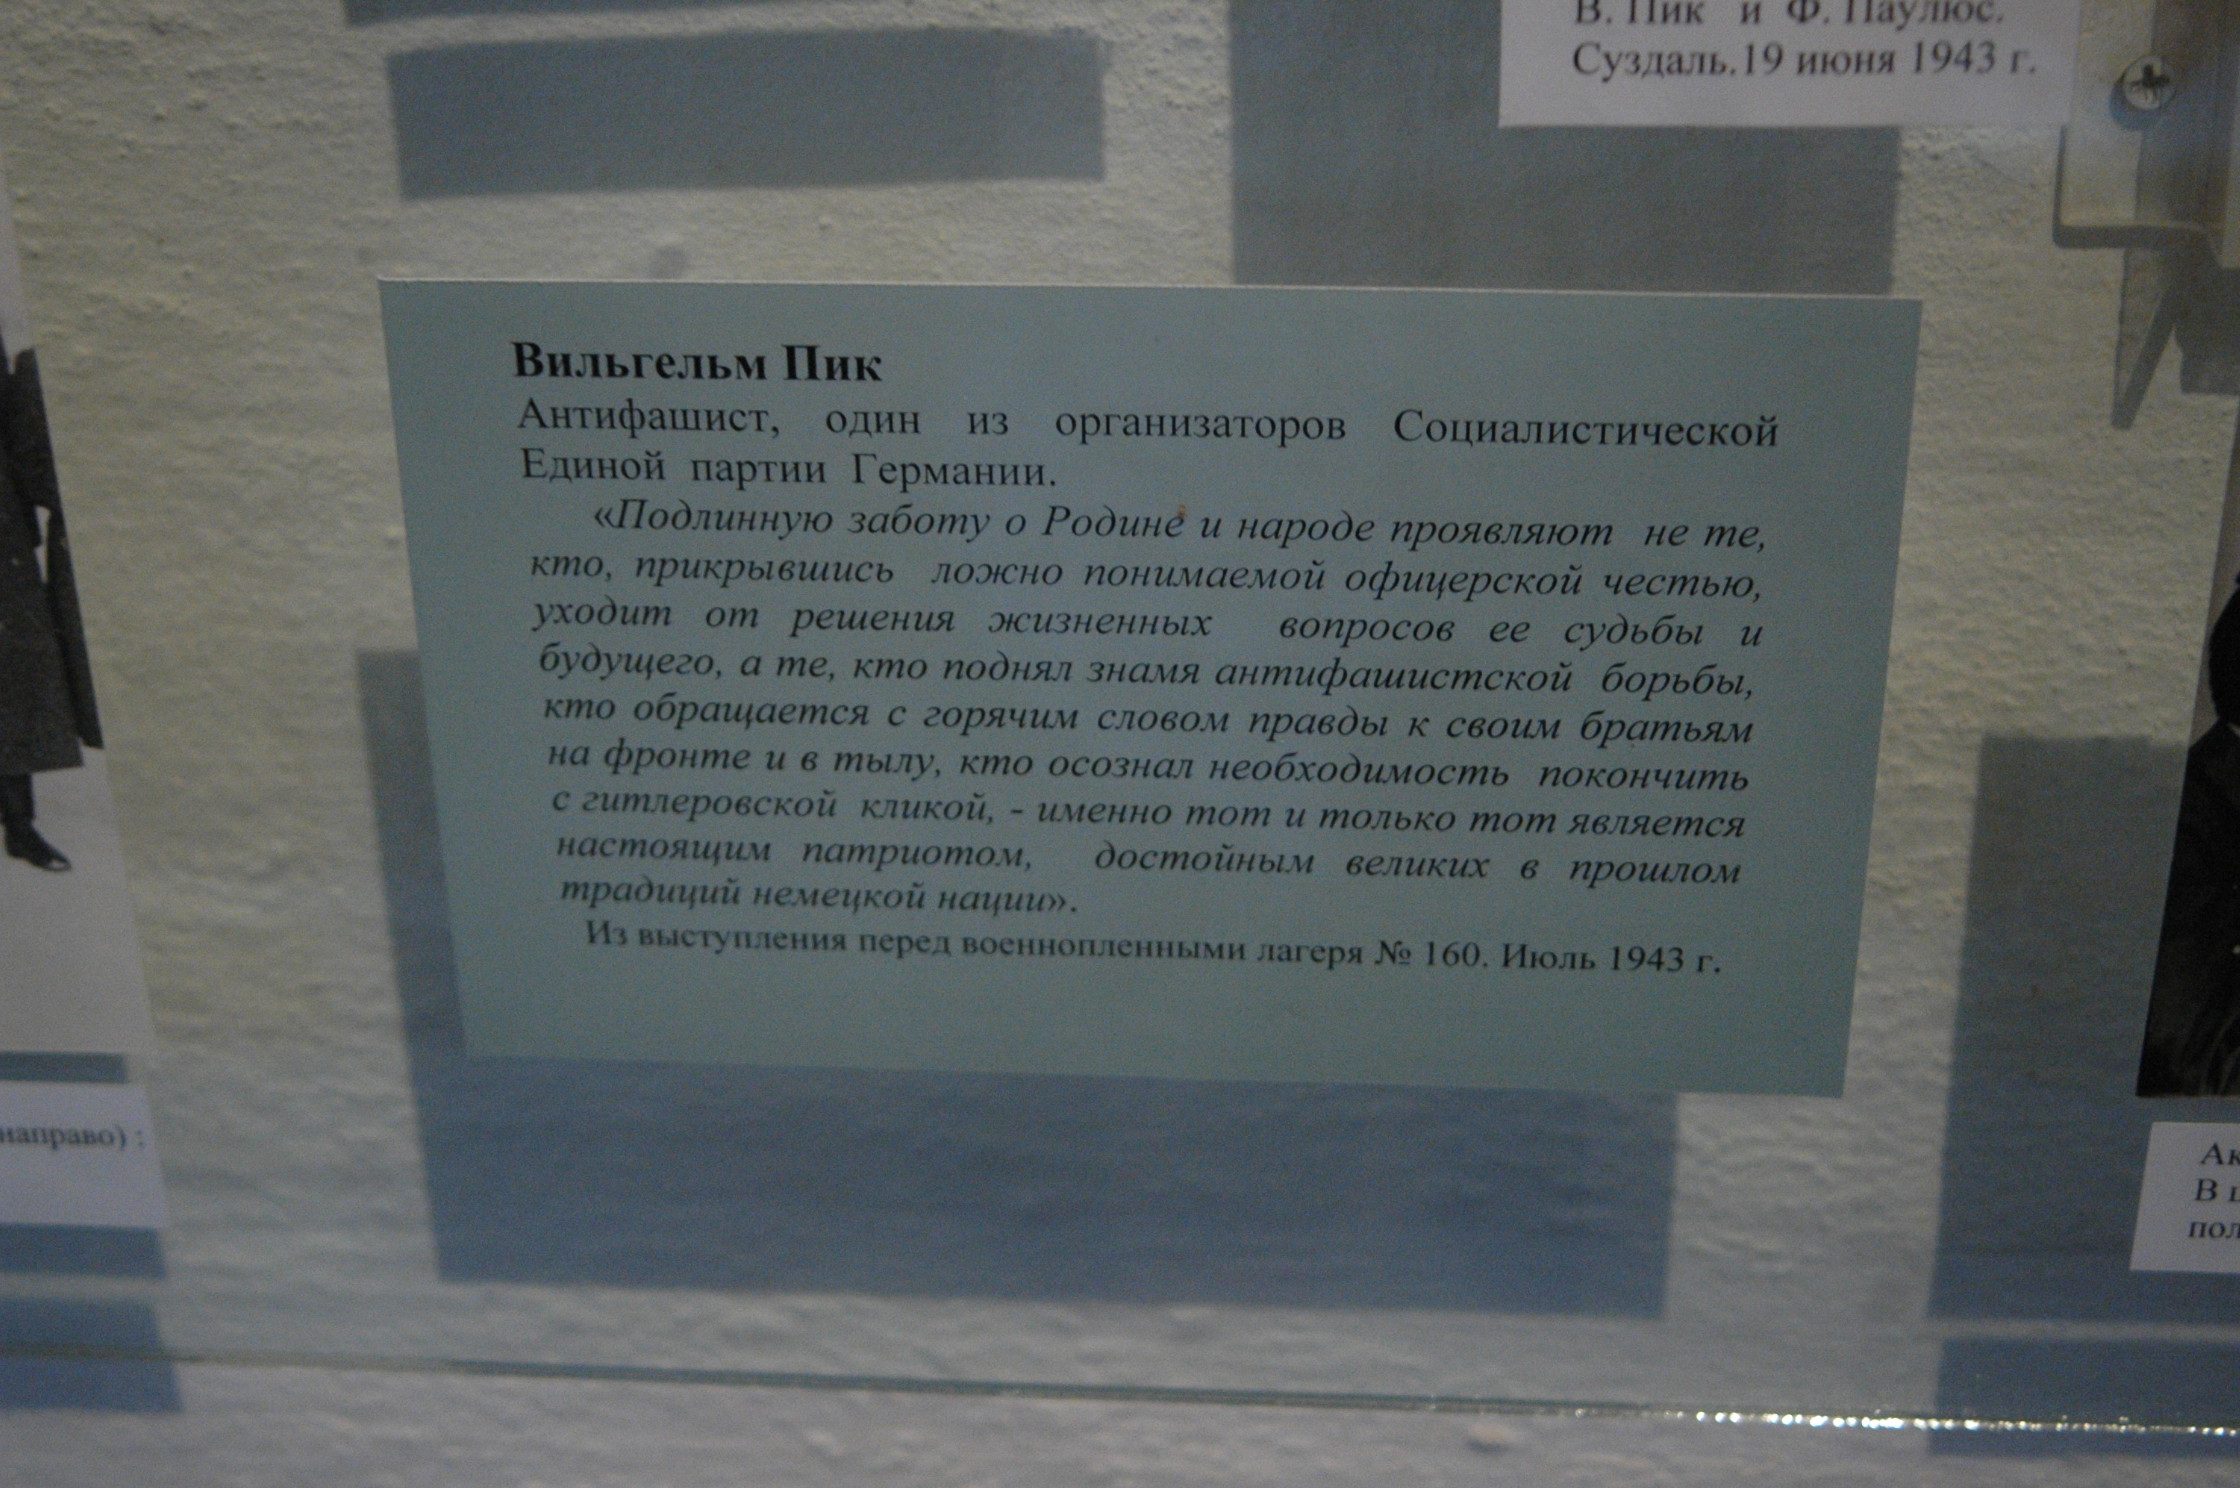 В. Пик и Ф. Паулюс.
Суздаль.19 июня 1943 г.
Вильгельм Пик
Антифашист, один из организаторов Социалистической
Единой партии Германии.
«Подлинную заботу о Родине и народе проявляют не те,
кто, прикрывшись ложно понимаемой офицерской честью,
уходит от решения жизненных вопросов ее судьбы и
будущего, а те, кто поднял знамя антифашистской борьбы,
кто обращается с горячим словом правды к своим братьям
на фронте и в тылу, кто осознал необходимость покончить
с гитлеровской кликой, - именно тот и только тот является
настоящим патриотом, достойным великих в прошлом
традиций немецкой нации».
Из выступления перед военнопленными лагеря № 160. Июль 1943 г.
направо) :
Ак
В ц
пол